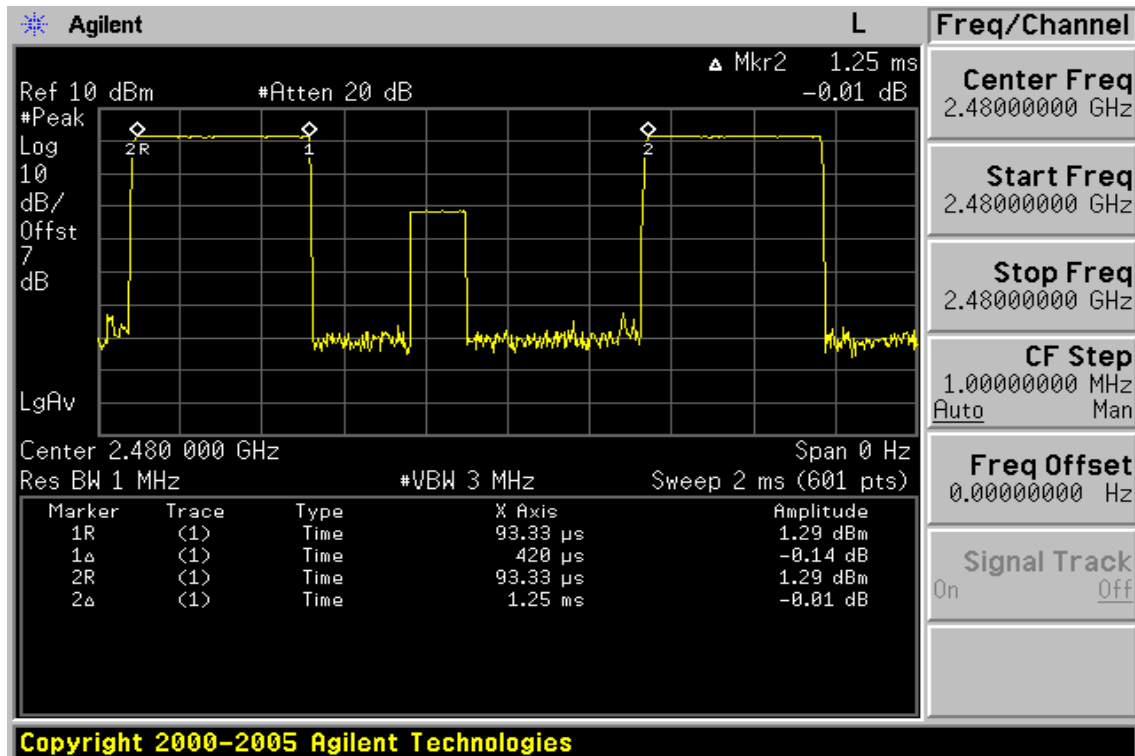 Agilent L
Freq/Channel
Δ Mkr2 1.25 ms
Ref 10 dBm #Atten 20 dB -0.01 dB
#Peak
Log
10
dB/
Offst
7
dB
LgAv
2R 1 2
Center 2.480 000 GHz Span 0 Hz
Res BW 1 MHz #VBW 3 MHz Sweep 2 ms (601 pts)
Marker Trace Type X Axis Amplitude
1R (1) Time 93.33 µs 1.29 dBm
1Δ (1) Time 420 µs -0.14 dB
2R (1) Time 93.33 µs 1.29 dBm
2Δ (1) Time 1.25 ms -0.01 dB
Center Freq
2.48000000 GHz
Start Freq
2.48000000 GHz
Stop Freq
2.48000000 GHz
CF Step
1.00000000 MHz
Auto Man
Freq Offset
0.00000000 Hz
Signal Track
On Off
Copyright 2000-2005 Agilent Technologies